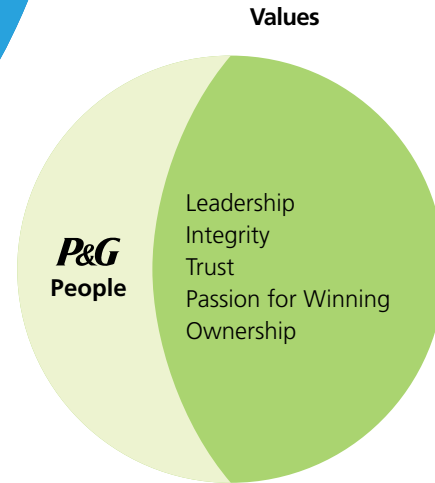 Values
P&G
People
Leadership
Integrity
Trust
Passion for Winning
Ownership